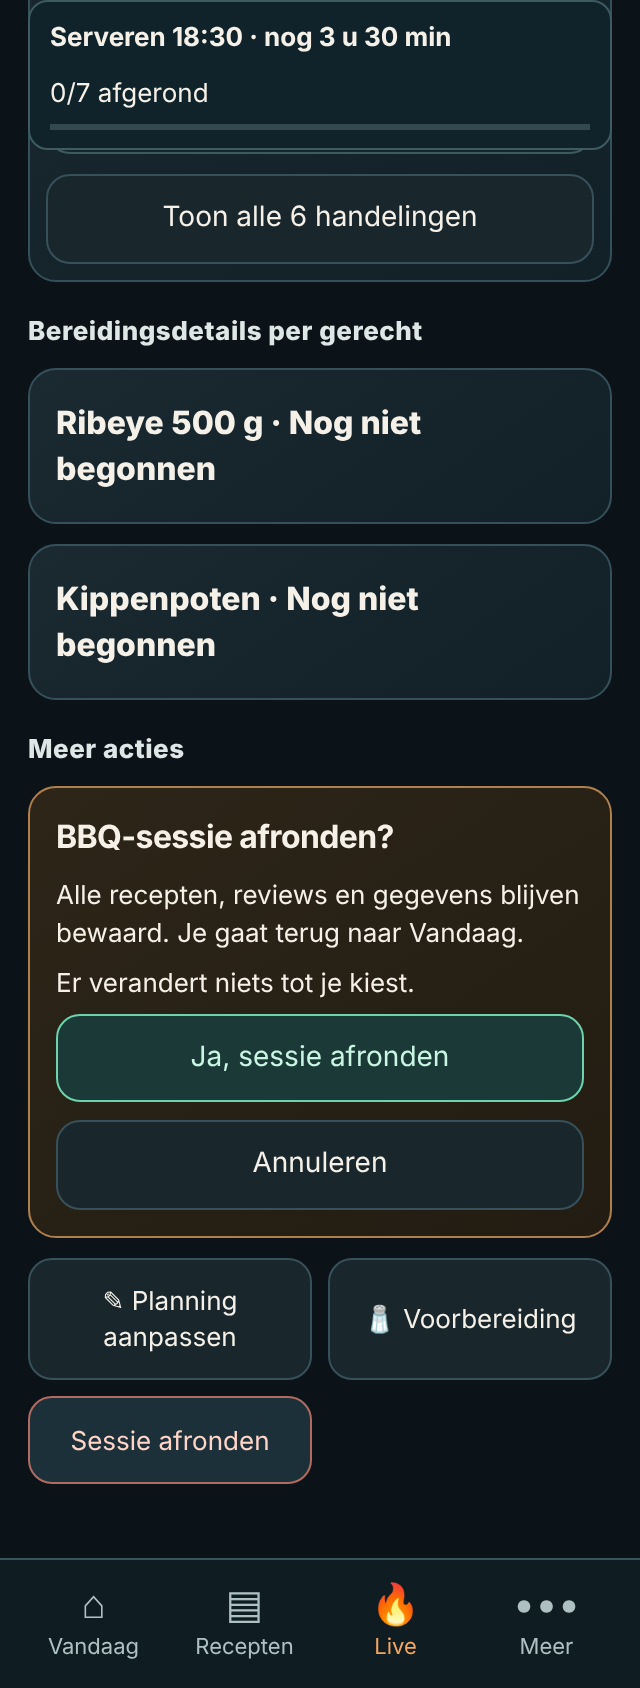 Serveren 18:30 · nog 3 u 30 min
0/7 afgerond
Toon alle 6 handelingen
Bereidingsdetails per gerecht
Ribeye 500 g · Nog niet
begonnen
Kippenpoten · Nog niet
begonnen
Meer acties
BBQ-sessie afronden?
Alle recepten, reviews en gegevens blijven
bewaard. Je gaat terug naar Vandaag.
Er verandert niets tot je kiest.
Ja, sessie afronden
Annuleren
✎ Planning
aanpassen
🧂 Voorbereiding
Sessie afronden
Vandaag
Recepten
Live
Meer